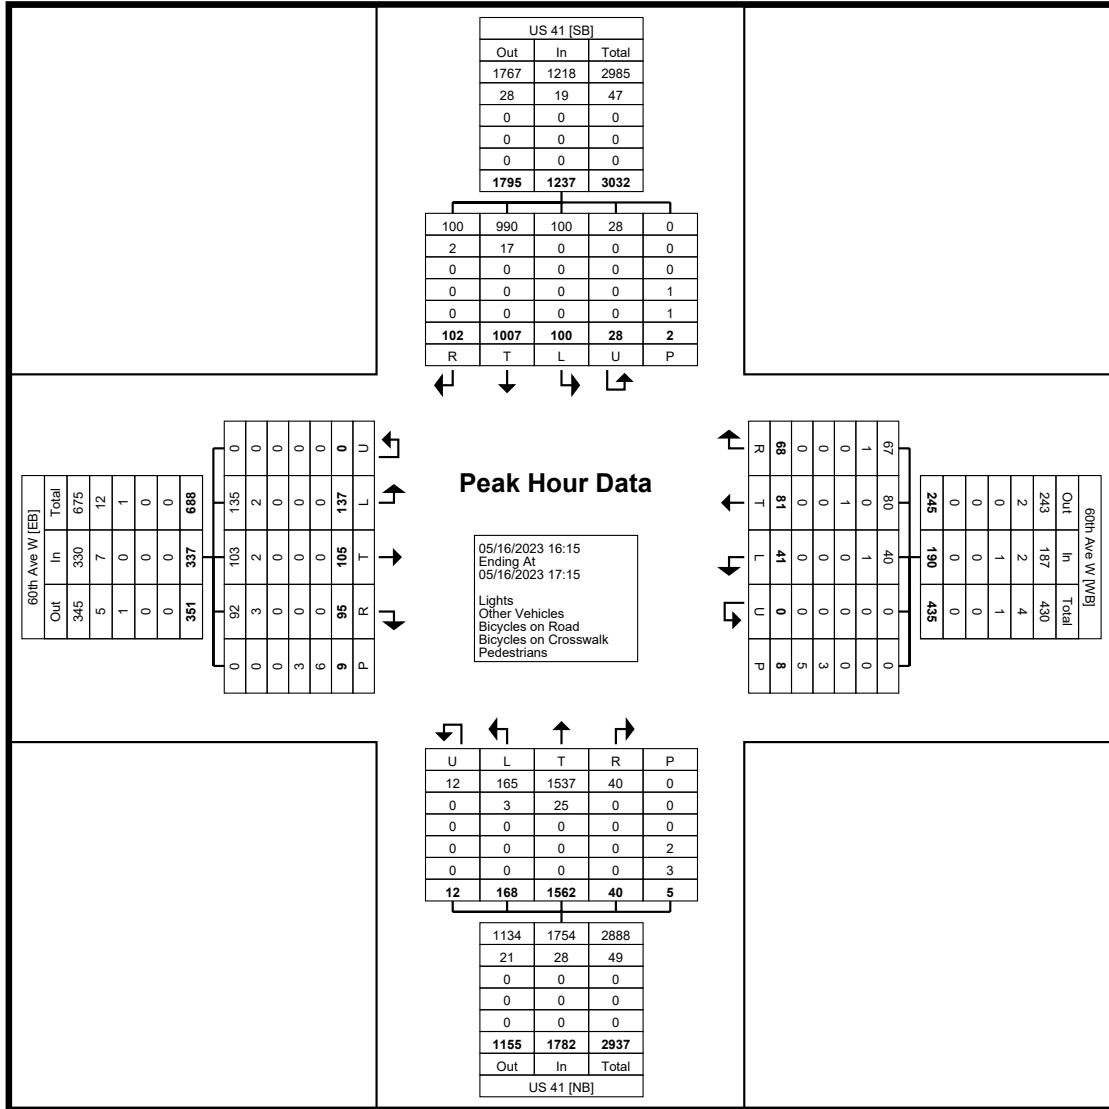 US 41 [SB]
Out In Total
1767 1218 2985
28 19 47
0 0 0
0 0 0
0 0 0
1795 1237 3032
100 990 100 28 0
2 17 0 0 0
0 0 0 0 0
0 0 0 0 1
0 0 0 0 1
102 1007 100 28 2
R T L U P
60th Ave W [EB]
Total In Out
675 330 345
12 7 5
1 0 1
0 0 0
0 0 0
688 337 351
0 135 103 92 0
0 2 2 3 0
0 0 0 0 0
0 0 0 0 3
0 0 0 0 6
0 137 105 95 9
U L T R P
Peak Hour Data
05/16/2023 16:15
Ending At
05/16/2023 17:15
Lights
Other Vehicles
Bicycles on Road
Bicycles on Crosswalk
Pedestrians
60th Ave W [WB]
Out In Total
243 187 430
2 2 4
0 1 1
0 0 0
0 0 0
245 190 435
67 80 40 0 0
1 0 1 0 0
0 1 0 0 0
0 0 0 0 3
0 0 0 0 5
68 81 41 0 8
R T L U P
U L T R P
12 165 1537 40 0
0 3 25 0 0
0 0 0 0 0
0 0 0 0 2
0 0 0 0 3
12 168 1562 40 5
1134 1754 2888
21 28 49
0 0 0
0 0 0
0 0 0
1155 1782 2937
Out In Total
US 41 [NB]